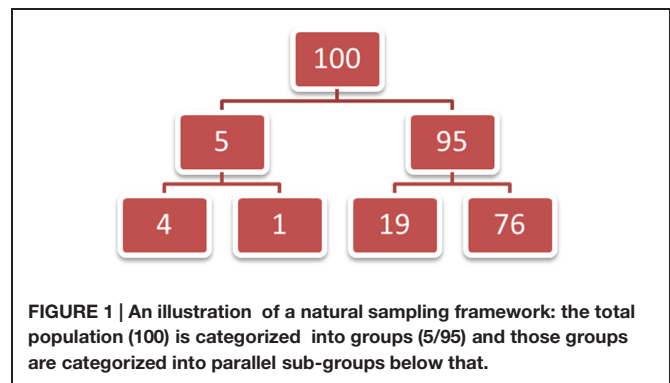 100
5 95
4 1 19 76
FIGURE 1 | An illustration of a natural sampling framework: the total
population (100) is categorized into groups (5/95) and those groups
are categorized into parallel sub-groups below that.